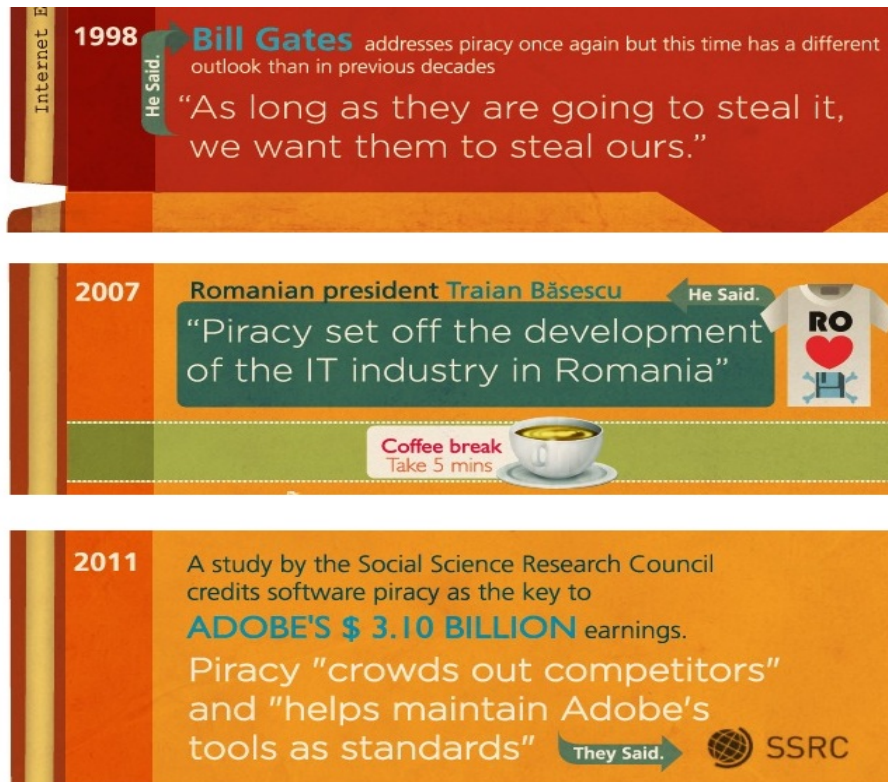 Internet E
1998
He Said.
Bill Gates addresses piracy once again but this time has a different
outlook than in previous decades
“As long as they are going to steal it,
we want them to steal ours.”
2007
Romanian president Traian Băsescu
He Said.
“Piracy set off the development
of the IT industry in Romania”
RO
Coffee break
Take 5 mins
2011
A study by the Social Science Research Council
credits software piracy as the key to
ADOBE'S $ 3.10 BILLION earnings.
Piracy "crowds out competitors"
and "helps maintain Adobe's
tools as standards"
They Said.
SSRC